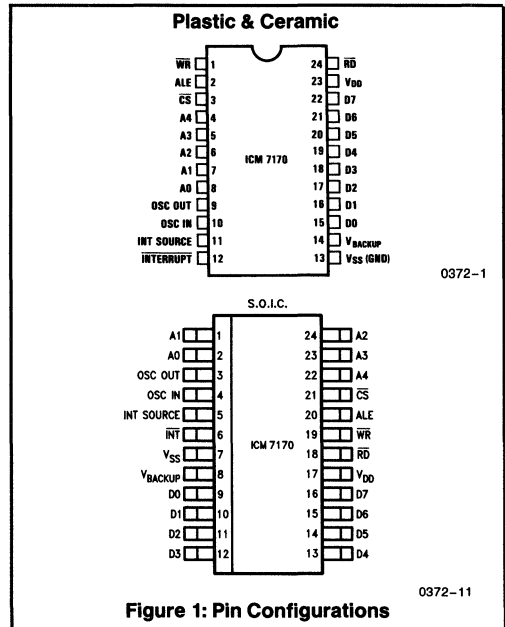 Plastic & Ceramic
WR 1
ALE 2
CS 3
A4 4
A3 5
A2 6
A1 7
A0 8
OSC OUT 9
OSC IN 10
INT SOURCE 11
INTERRUPT 12
ICM 7170
24 RD
23 VDD
22 D7
21 D6
20 D5
19 D4
18 D3
17 D2
16 D1
15 D0
14 VBACKUP
13 VSS (GND)
0372-1
S.O.I.C.
A1 1
A0 2
OSC OUT 3
OSC IN 4
INT SOURCE 5
INT 6
VSS 7
VBACKUP 8
D0 9
D1 10
D2 11
D3 12
ICM 7170
24 A2
23 A3
22 A4
21 CS
20 ALE
19 WR
18 RD
17 VDD
16 D7
15 D6
14 D5
13 D4
0372-11
Figure 1: Pin Configurations